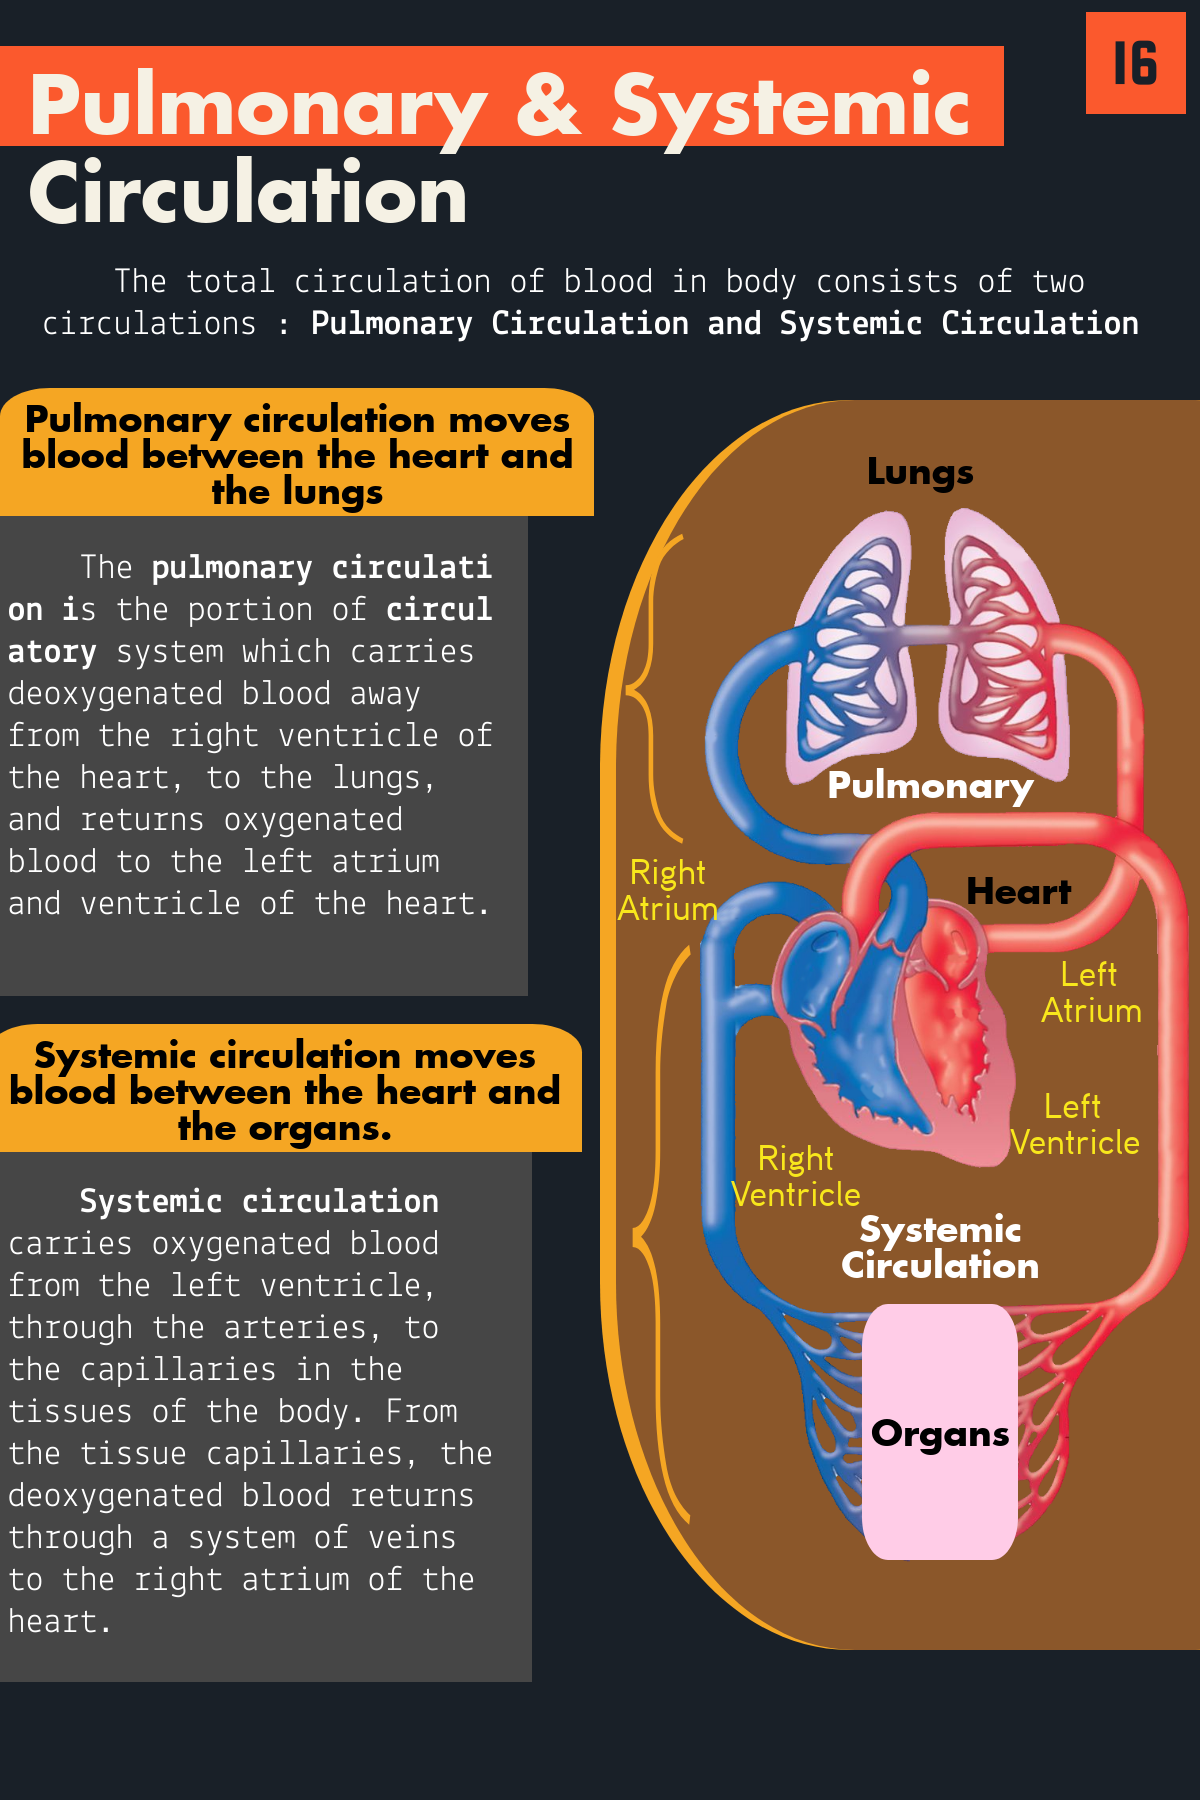 16
Pulmonary & Systemic
Circulation
The total circulation of blood in body consists of two
circulations : Pulmonary Circulation and Systemic Circulation
Pulmonary circulation moves
blood between the heart and
the lungs
The pulmonary circulati
on is the portion of circul
atory system which carries
deoxygenated blood away
from the right ventricle of
the heart, to the lungs,
and returns oxygenated
blood to the left atrium
and ventricle of the heart.
Systemic circulation moves
blood between the heart and
the organs.
Systemic circulation
carries oxygenated blood
from the left ventricle,
through the arteries, to
the capillaries in the
tissues of the body. From
the tissue capillaries, the
deoxygenated blood returns
through a system of veins
to the right atrium of the
heart.
Lungs
Pulmonary
Right
Atrium
Heart
Left
Atrium
Left
Ventricle
Right
Ventricle
Systemic
Circulation
Organs